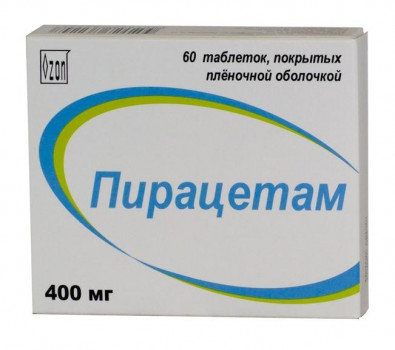 Ozon
60 таблеток, покрытых
плёночной оболочкой
Пирацетам
400 мг